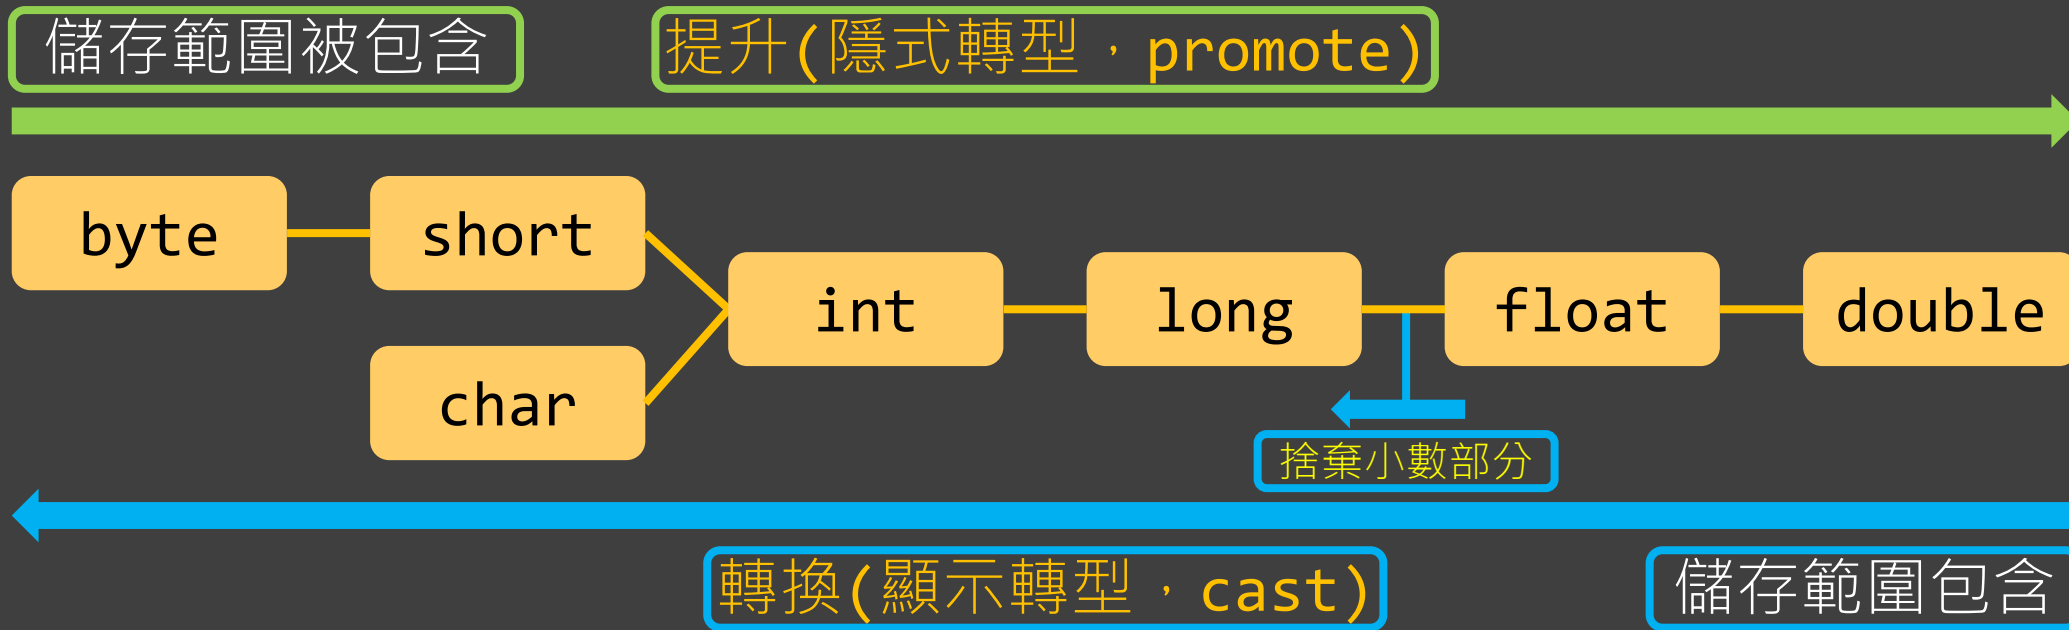 儲存範圍被包含
提升(隱式轉型，promote)
byte
short
char
int
long
float
double
捨棄小數部分
轉換(顯示轉型，cast)
儲存範圍包含